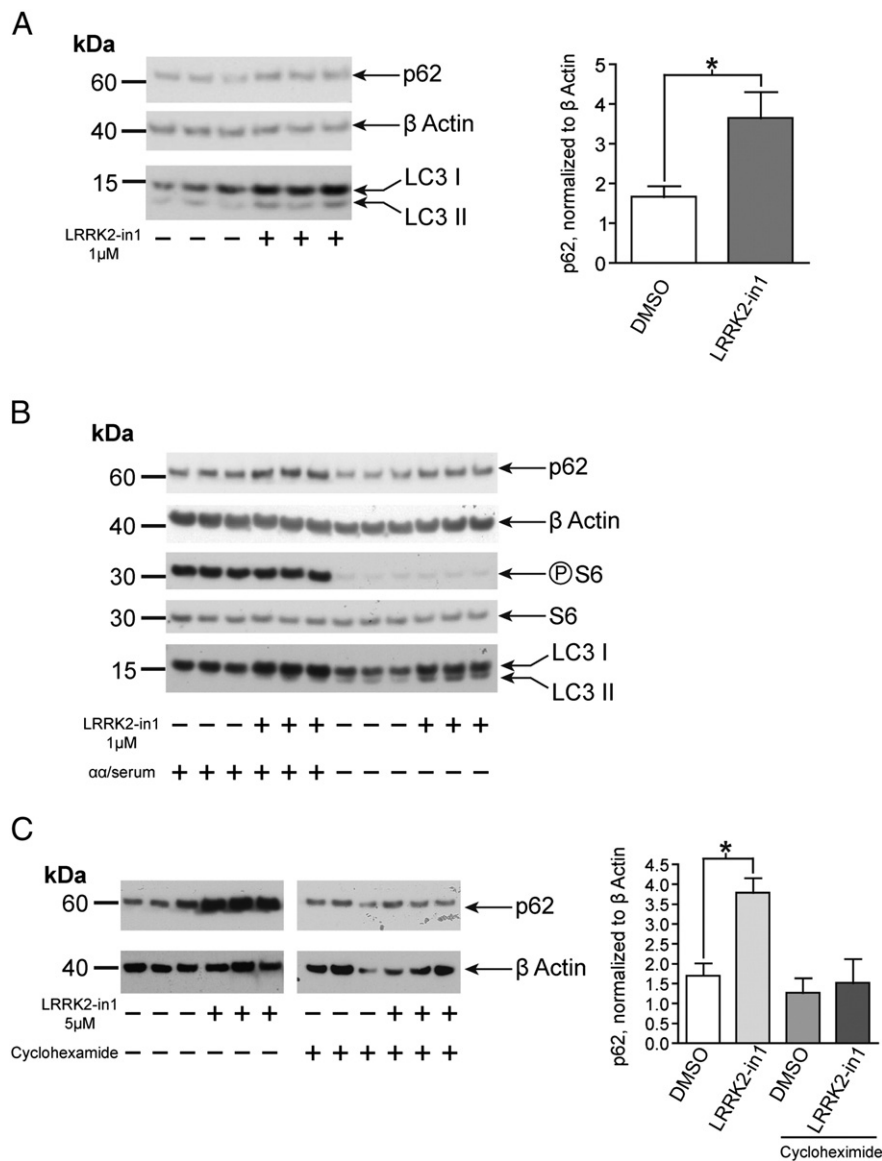 A
kDa
60
p62
40
β Actin
15
LC3 I
LC3 II
LRRK2-in1
1µM
− − − + + +
p62, normalized to β Actin
5
4
3
2
1
0
*
DMSO
LRRK2-in1
B
kDa
60
p62
40
β Actin
30
Ⓟ S6
30
S6
15
LC3 I
LC3 II
LRRK2-in1
1µM
− − − + + + − − − + + +
αα/serum
+ + + + + + − − − − − −
C
kDa
60
p62
40
β Actin
LRRK2-in1
5µM
− − − + + + − − − + + +
Cyclohexamide
− − − − − − + + + + + +
p62, normalized to β Actin
4.5
4.0
3.5
3.0
2.5
2.0
1.5
1.0
0.5
0.0
*
DMSO
LRRK2-in1
DMSO
LRRK2-in1
Cycloheximide